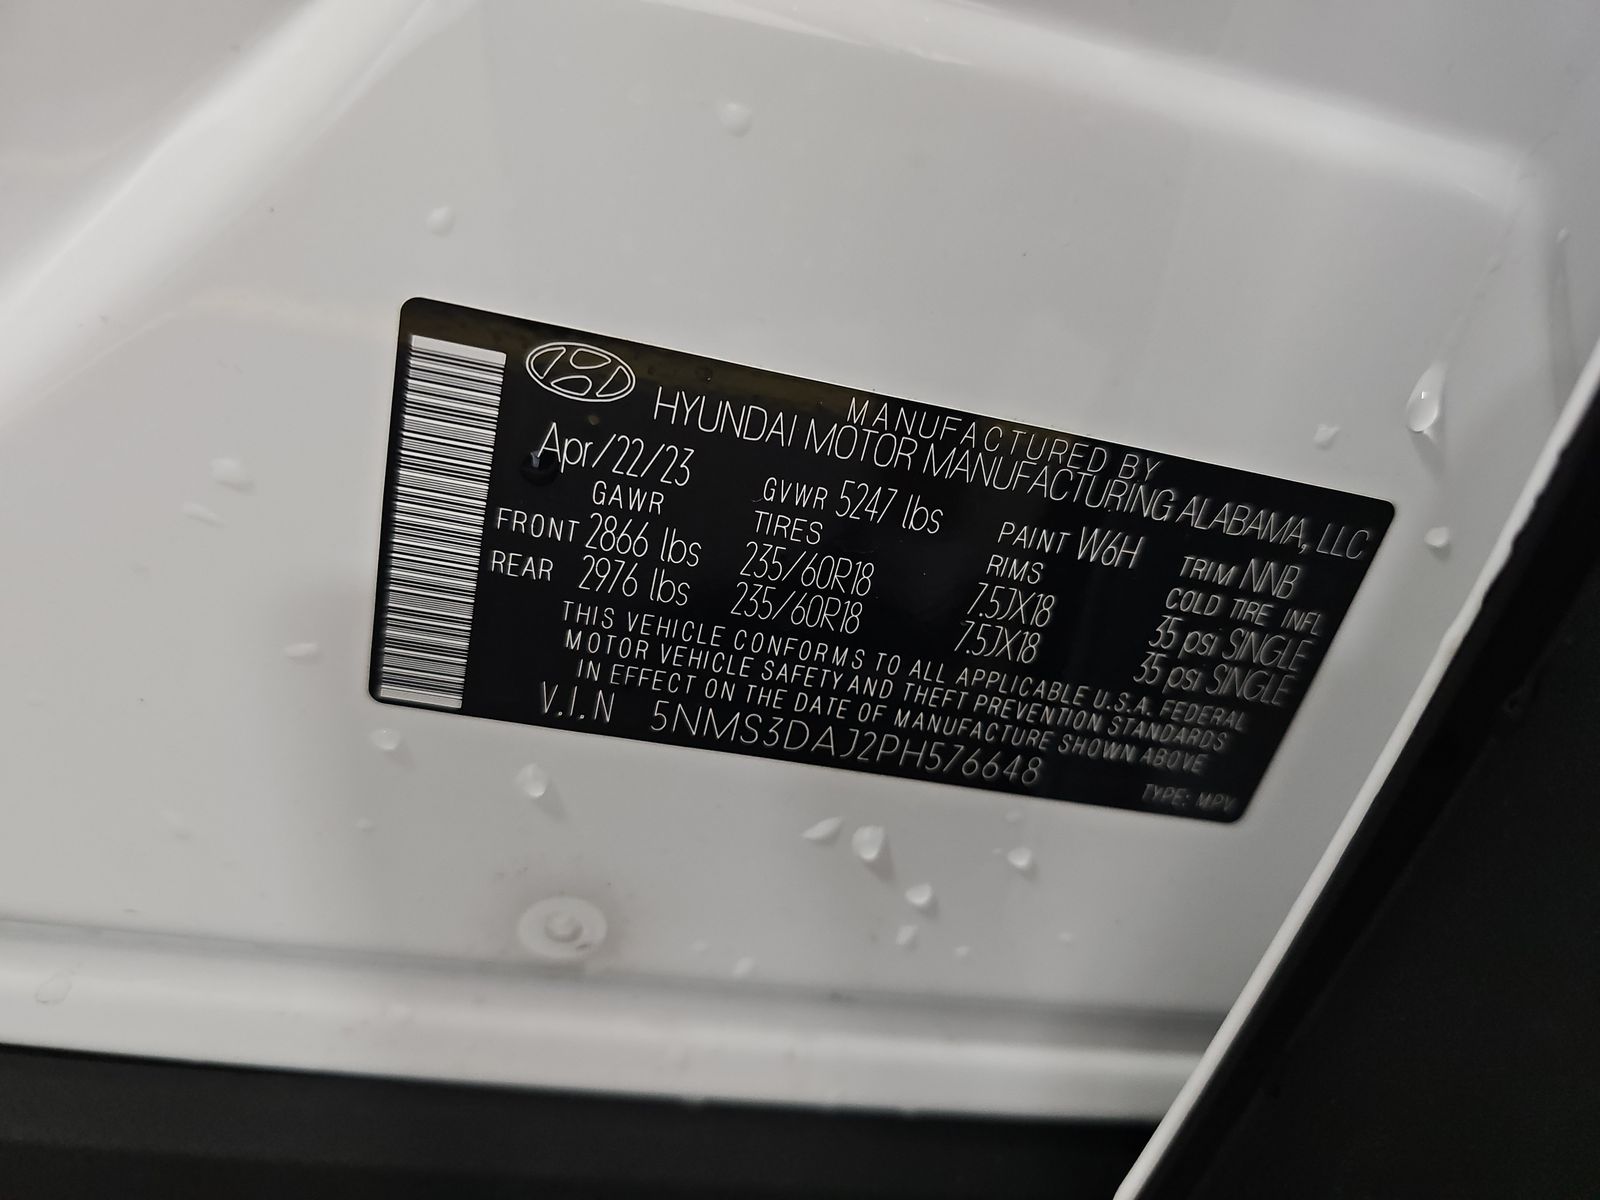 MANUFACTURED BY
HYUNDAI MOTOR MANUFACTURING ALABAMA, LLC
Apr/22/23 GVWR 5247 lbs PAINT W6H TRIM NNB
GAWR TIRES RIMS COLD TIRE INFL
FRONT 2866 lbs 235/60R18 7.5JX18 35 psi SINGLE
REAR 2976 lbs 235/60R18 7.5JX18 35 psi SINGLE
THIS VEHICLE CONFORMS TO ALL APPLICABLE U.S.A. FEDERAL
MOTOR VEHICLE SAFETY AND THEFT PREVENTION STANDARDS
IN EFFECT ON THE DATE OF MANUFACTURE SHOWN ABOVE
V.I.N 5NMS3DAJ2PH576648
TYPE: MPV